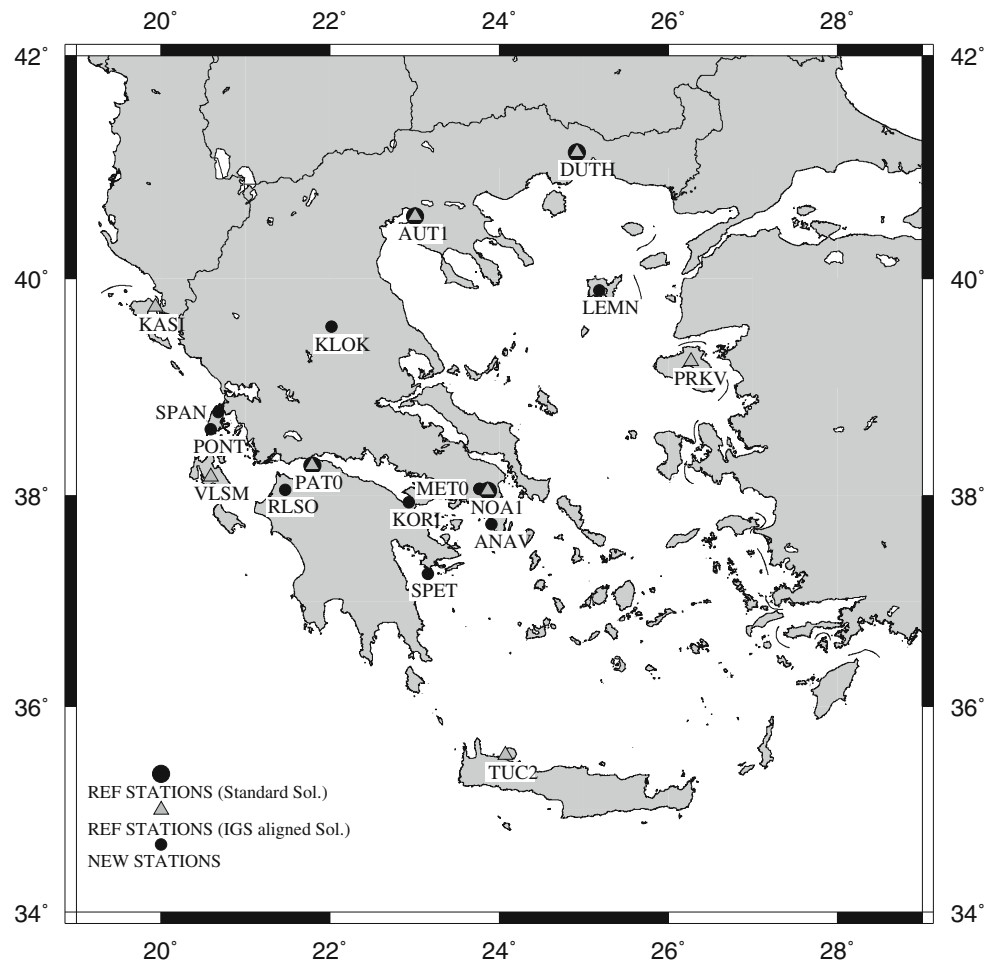 20° 22° 24° 26° 28°
42° 42°
DUTH
AUT1
40° 40°
LEMN
KASI
KLOK
PRKV
SPAN
PONT
PAT0
MET0
VLSM
38° 38°
RLSO
NOA1
KORI
ANAV
SPET
36° 36°
TUC2
REF STATIONS (Standard Sol.)
REF STATIONS (IGS aligned Sol.)
NEW STATIONS
34° 34°
20° 22° 24° 26° 28°